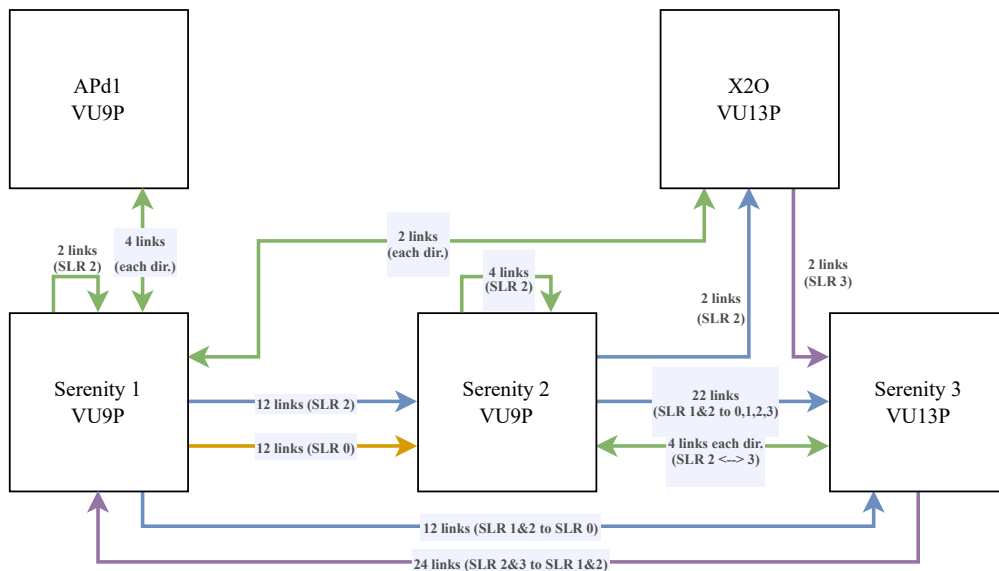 APd1
VU9P
X2O
VU13P
2 links
(SLR 2)
4 links
(each dir.)
2 links
(each dir.)
4 links
(SLR 2)
2 links
(SLR 2)
2 links
(SLR 3)
Serenity 1
VU9P
12 links (SLR 2)
12 links (SLR 0)
Serenity 2
VU9P
22 links
(SLR 1&2 to 0,1,2,3)
4 links each dir.
(SLR 2 <--> 3)
Serenity 3
VU13P
12 links (SLR 1&2 to SLR 0)
24 links (SLR 2&3 to SLR 1&2)